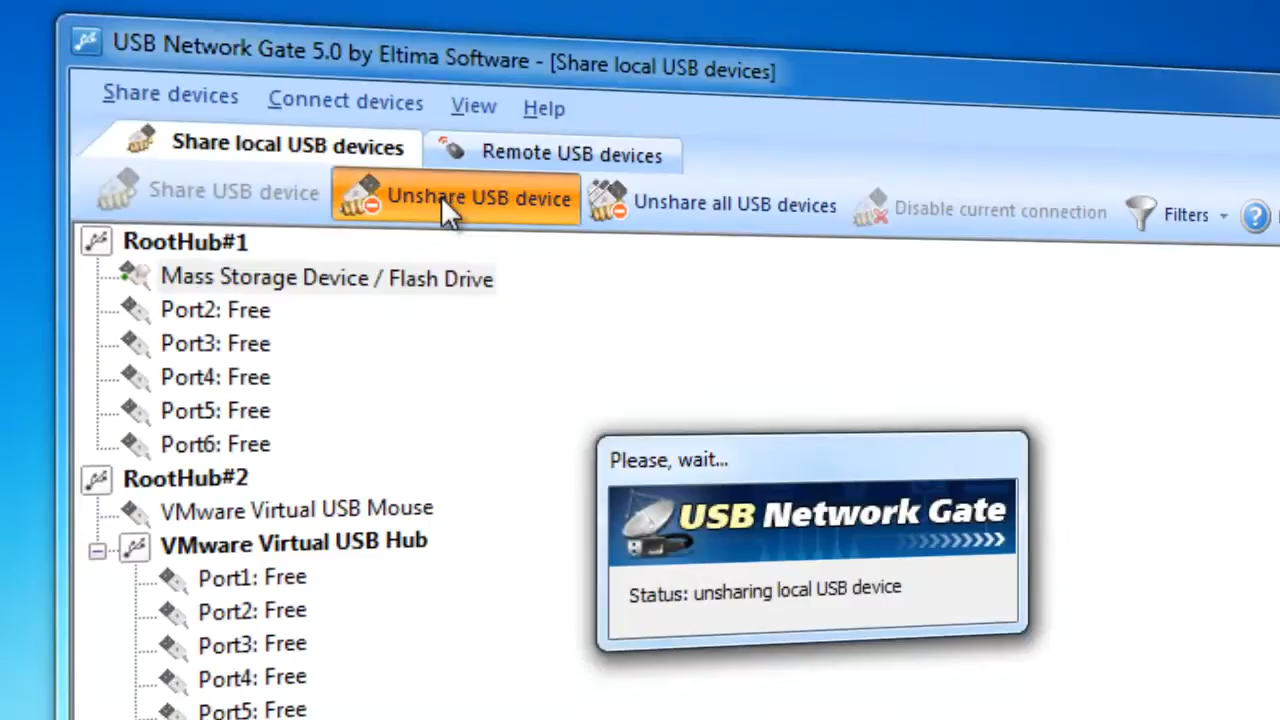 USB Network Gate 5.0 by Eltima Software - [Share local USB devices]
Share devices Connect devices View Help
Share local USB devices Remote USB devices
Share USB device Unshare USB device Unshare all USB devices Disable current connection Filters
RootHub#1
Mass Storage Device / Flash Drive
Port2: Free
Port3: Free
Port4: Free
Port5: Free
Port6: Free
RootHub#2
VMware Virtual USB Mouse
VMware Virtual USB Hub
Port1: Free
Port2: Free
Port3: Free
Port4: Free
Port5: Free
Please, wait...
USB Network Gate
Status: unsharing local USB device